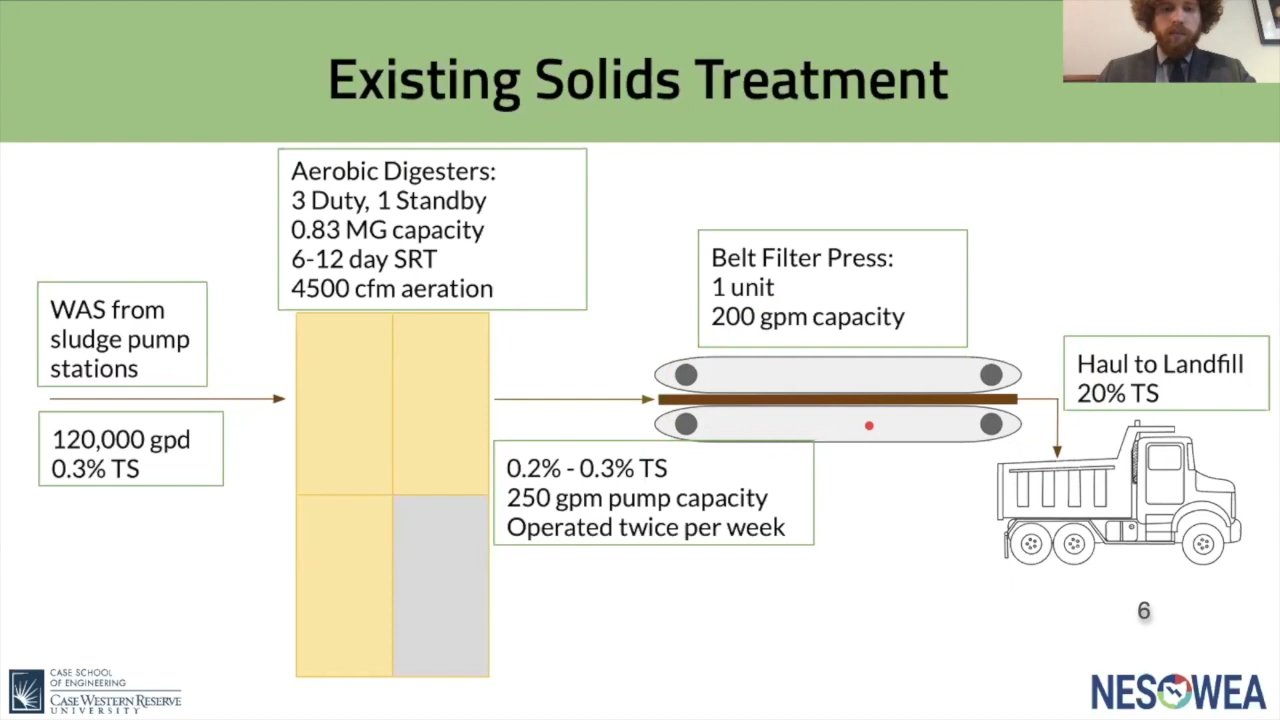 Existing Solids Treatment
Aerobic Digesters:
3 Duty, 1 Standby
0.83 MG capacity
6-12 day SRT
4500 cfm aeration
WAS from
sludge pump
stations
120,000 gpd
0.3% TS
Belt Filter Press:
1 unit
200 gpm capacity
0.2% - 0.3% TS
250 gpm pump capacity
Operated twice per week
Haul to Landfill
20% TS
6
CASE SCHOOL
OF ENGINEERING
CASE WESTERN RESERVE
UNIVERSITY
NESOWEA